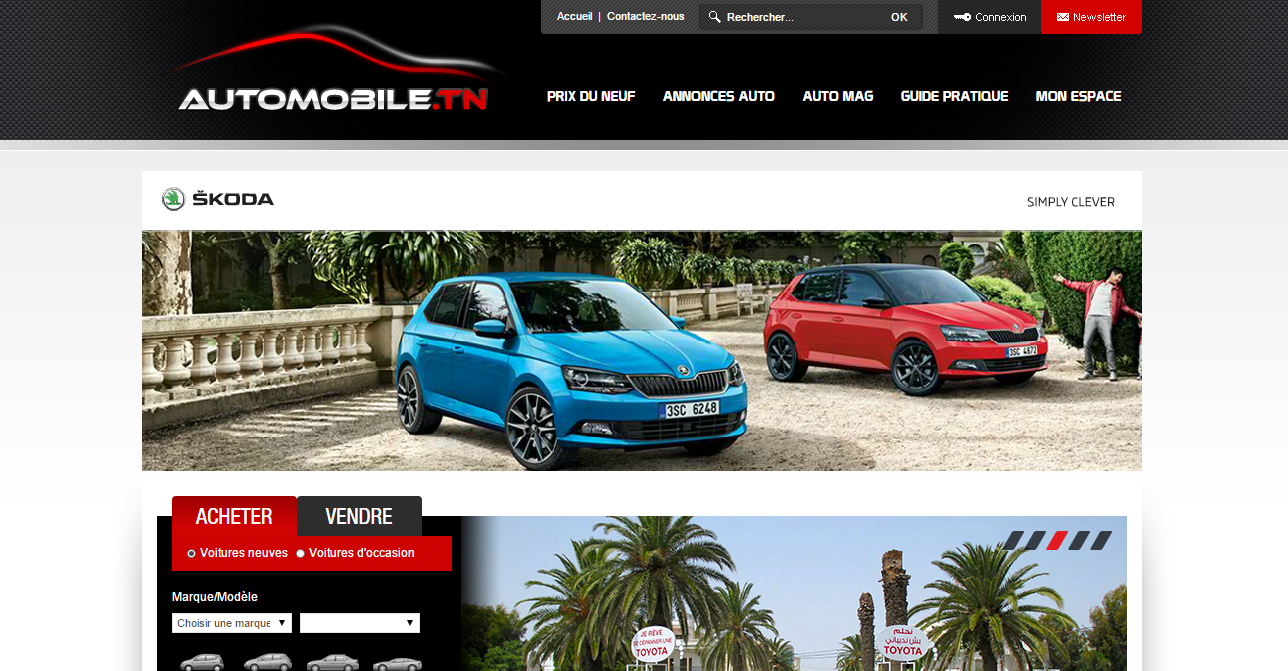 Accueil | Contactez-nous
Rechercher...
OK
Connexion
Newsletter
AUTOMOBILE.TN
PRIX DU NEUF
ANNONCES AUTO
AUTO MAG
GUIDE PRATIQUE
MON ESPACE
ŠKODA
SIMPLY CLEVER
3SC 4672
3SC 6248
ACHETER
VENDRE
Voitures neuves
Voitures d'occasion
Marque/Modèle
Choisir une marque
JE RÊVE
DE DÉPANNER UNE
TOYOTA
نحلم
بش نديباني
TOYOTA